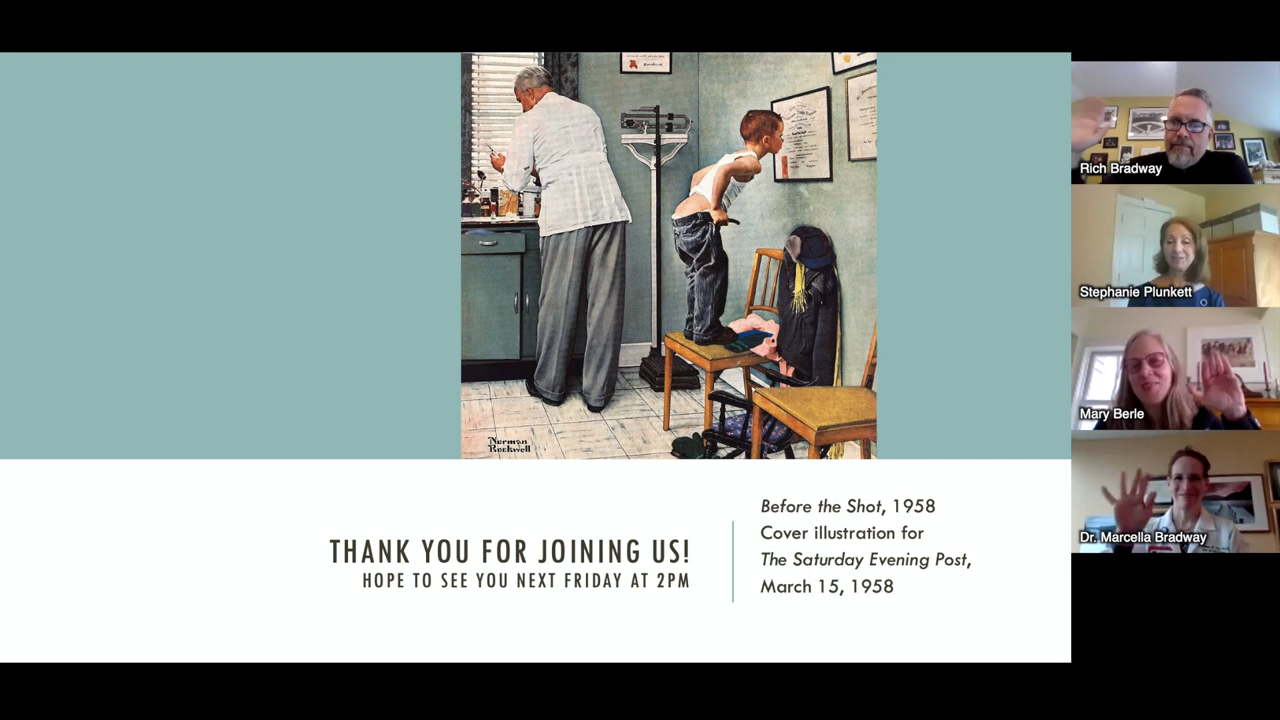 Norman
Rockwell
THANK YOU FOR JOINING US!
HOPE TO SEE YOU NEXT FRIDAY AT 2PM
Before the Shot, 1958
Cover illustration for
The Saturday Evening Post,
March 15, 1958
Rich Bradway
Stephanie Plunkett
Mary Berle
Dr. Marcella Bradway